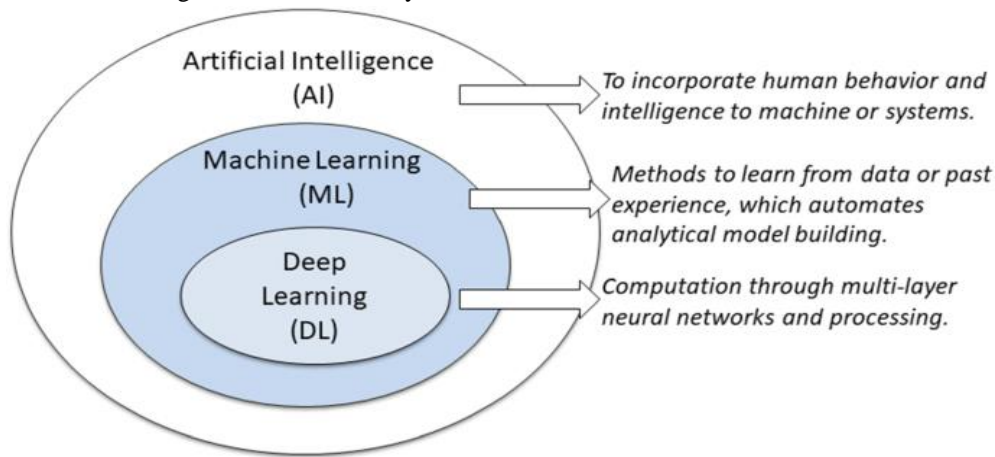 Artificial Intelligence
(AI)
To incorporate human behavior and
intelligence to machine or systems.
Machine Learning
(ML)
Methods to learn from data or past
experience, which automates
analytical model building.
Deep
Learning
(DL)
Computation through multi-layer
neural networks and processing.